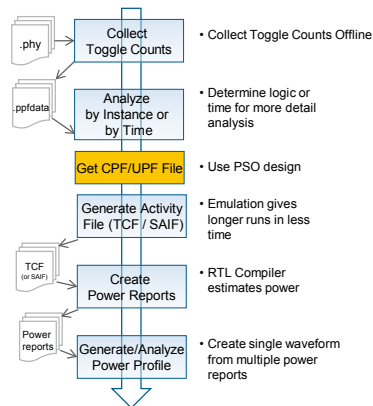 .phy
Collect
Toggle Counts
• Collect Toggle Counts Offline
.ppfdata
Analyze
by Instance or
by Time
• Determine logic or
time for more detail
analysis
Get CPF/UPF File
• Use PSO design
Generate Activity
File (TCF / SAIF)
• Emulation gives
longer runs in less
time
TCF
(or SAIF)
Create
Power Reports
• RTL Compiler
estimates power
Power
reports
Generate/Analyze
Power Profile
• Create single waveform
from multiple power
reports